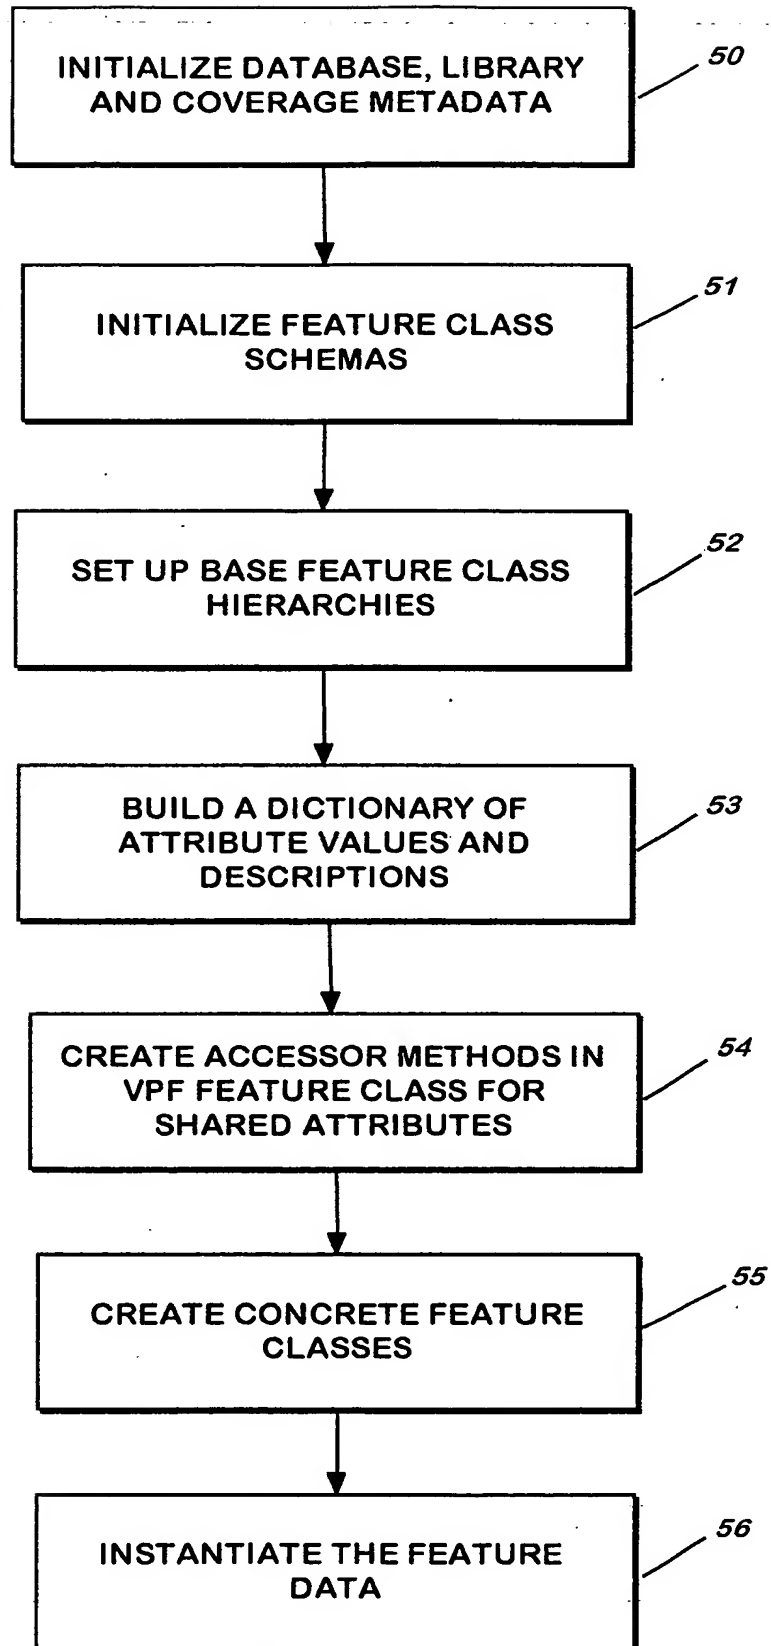 INITIALIZE DATABASE, LIBRARY
AND COVERAGE METADATA
50
INITIALIZE FEATURE CLASS
SCHEMAS
51
SET UP BASE FEATURE CLASS
HIERARCHIES
52
BUILD A DICTIONARY OF
ATTRIBUTE VALUES AND
DESCRIPTIONS
53
CREATE ACCESSOR METHODS IN
VPF FEATURE CLASS FOR
SHARED ATTRIBUTES
54
CREATE CONCRETE FEATURE
CLASSES
55
INSTANTIATE THE FEATURE
DATA
56